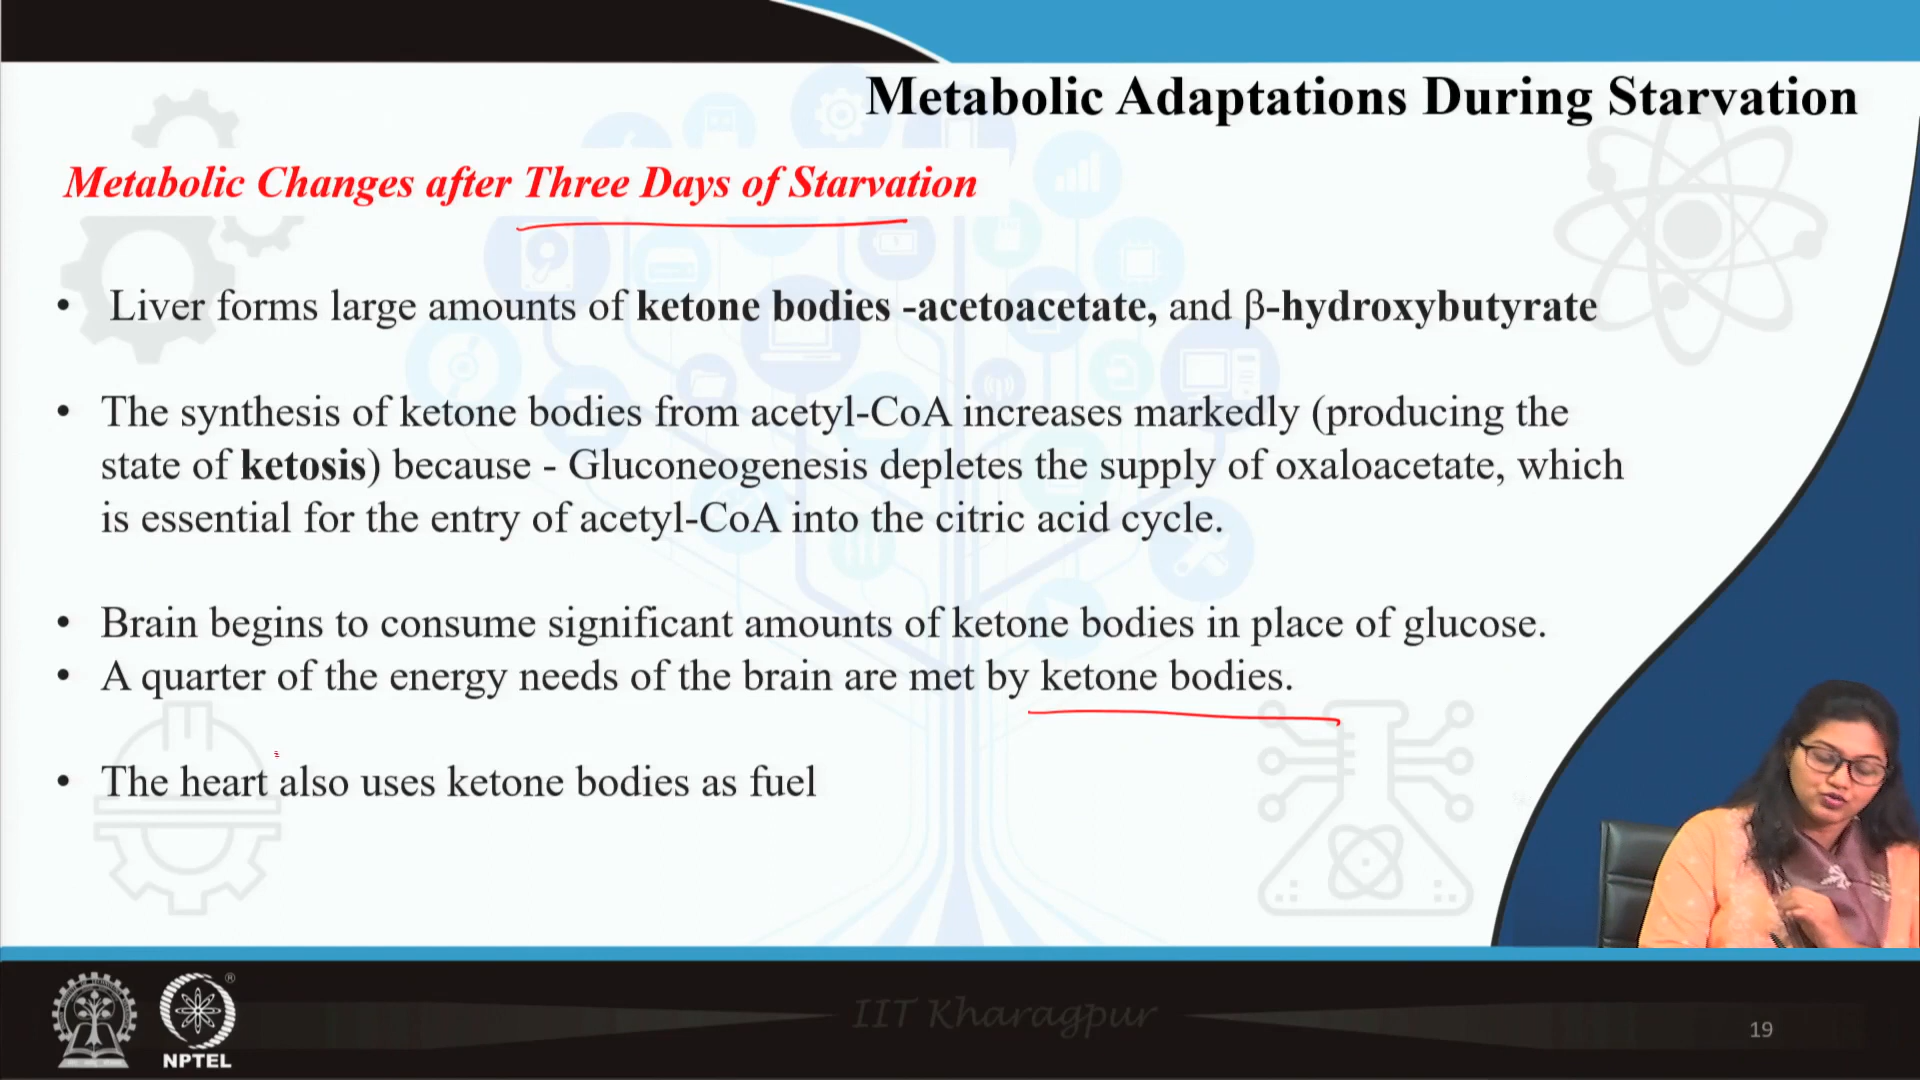 Metabolic Adaptations During Starvation
Metabolic Changes after Three Days of Starvation
• Liver forms large amounts of ketone bodies -acetoacetate, and β-hydroxybutyrate
• The synthesis of ketone bodies from acetyl-CoA increases markedly (producing the
state of ketosis) because - Gluconeogenesis depletes the supply of oxaloacetate, which
is essential for the entry of acetyl-CoA into the citric acid cycle.
• Brain begins to consume significant amounts of ketone bodies in place of glucose.
• A quarter of the energy needs of the brain are met by ketone bodies.
• The heart also uses ketone bodies as fuel
®
NPTEL
IIT Kharagpur
19